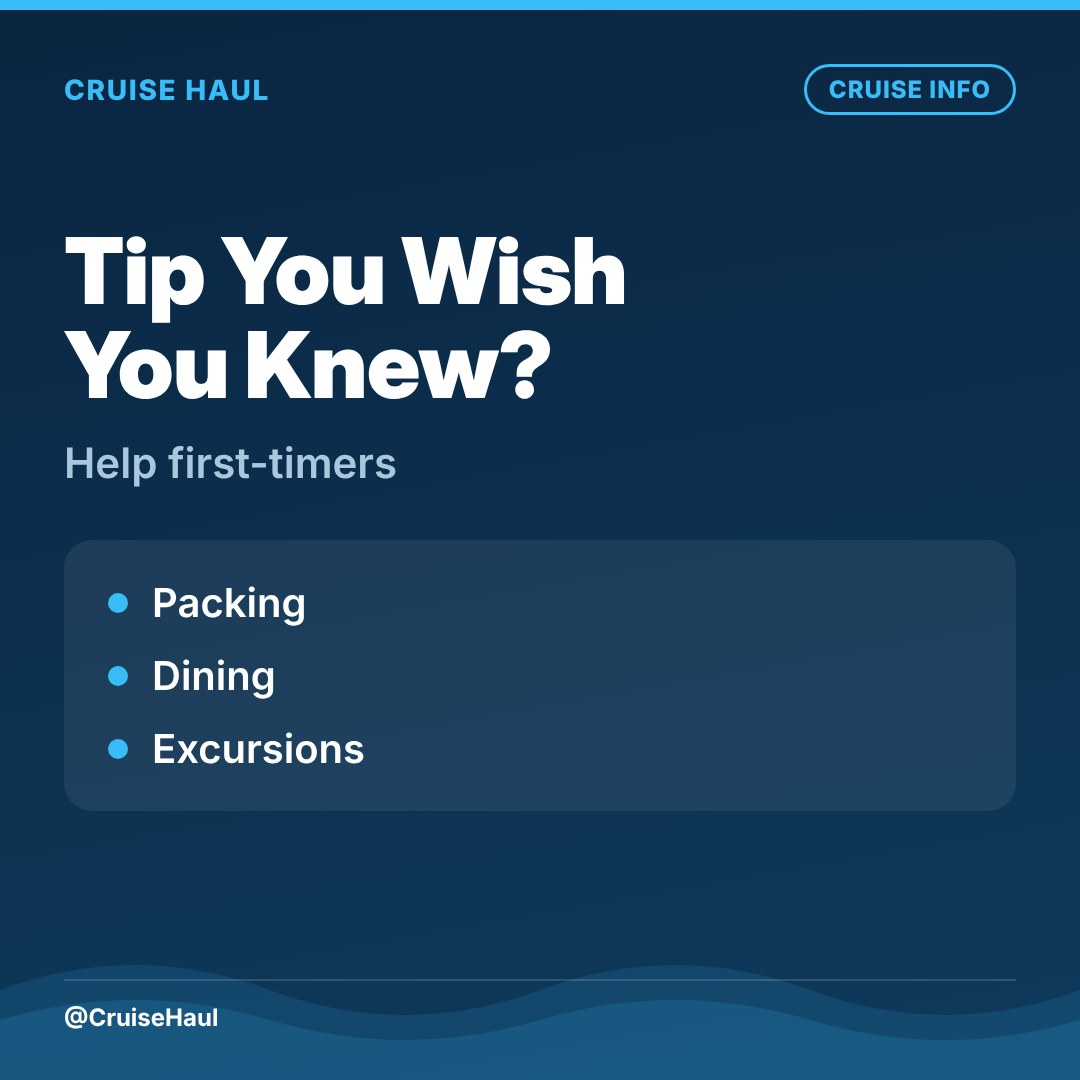 CRUISE HAUL
CRUISE INFO
Tip You Wish
You Knew?
Help first-timers
Packing
Dining
Excursions
@CruiseHaul